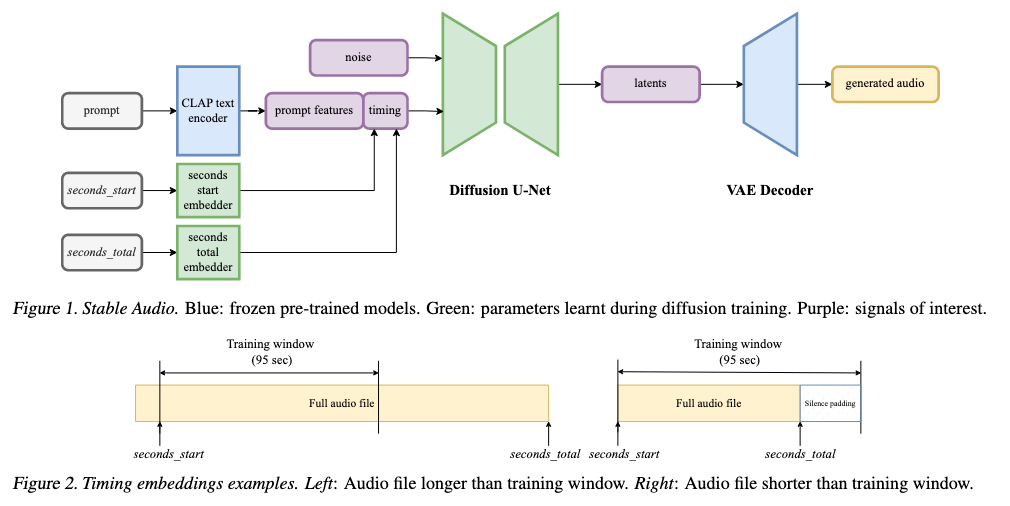 noise
prompt
CLAP text
encoder
prompt features
timing
latents
generated audio
seconds_start
seconds
start
embedder
seconds_total
seconds
total
embedder
Diffusion U-Net
VAE Decoder
Figure 1. Stable Audio. Blue: frozen pre-trained models. Green: parameters learnt during diffusion training. Purple: signals of interest.
Training window
(95 sec)
Full audio file
seconds_start
seconds_total
Training window
(95 sec)
Full audio file
Silence padding
seconds_start
seconds_total
Figure 2. Timing embeddings examples. Left: Audio file longer than training window. Right: Audio file shorter than training window.